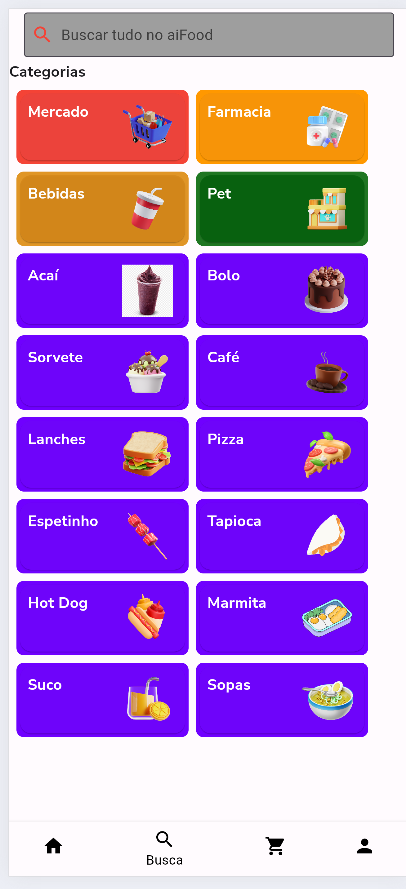 Buscar tudo no aiFood
Categorias
Mercado
Farmacia
Bebidas
Pet
Acaí
Bolo
Sorvete
Café
Lanches
Pizza
Espetinho
Tapioca
Hot Dog
Marmita
Suco
Sopas
Busca